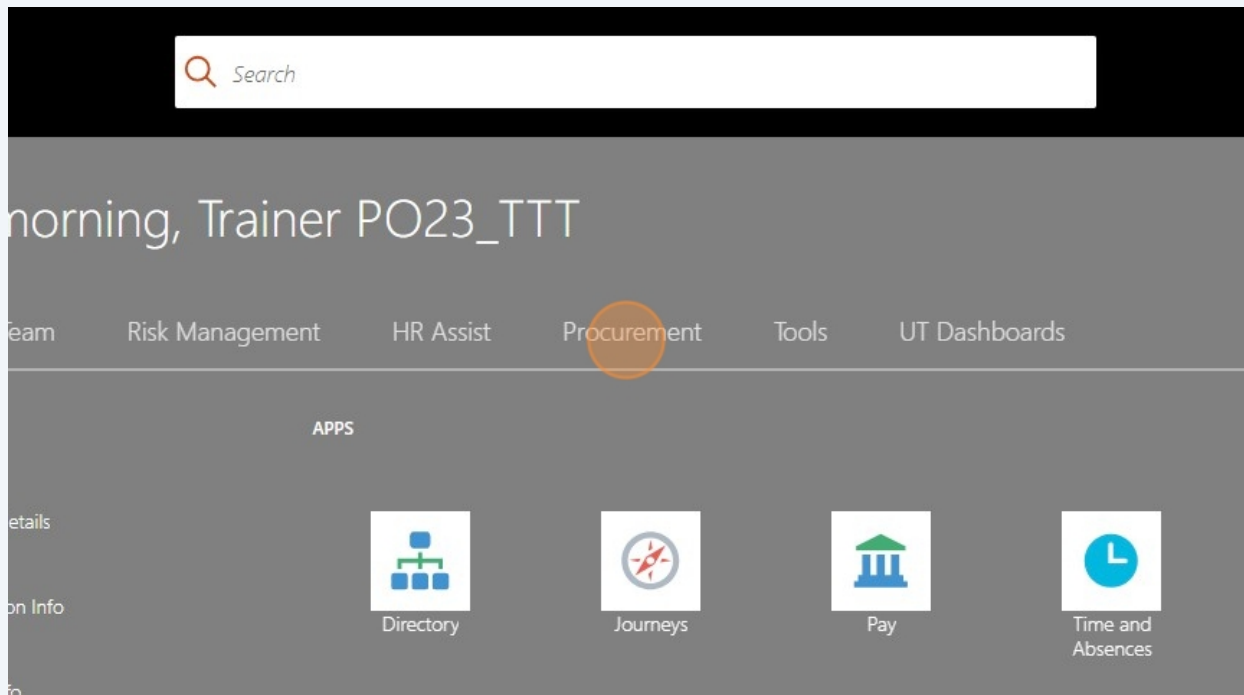 Search
morning, Trainer PO23_TTT
Team Risk Management HR Assist Procurement Tools UT Dashboards
APPS
etails
on Info
Directory Journeys Pay Time and
Absences